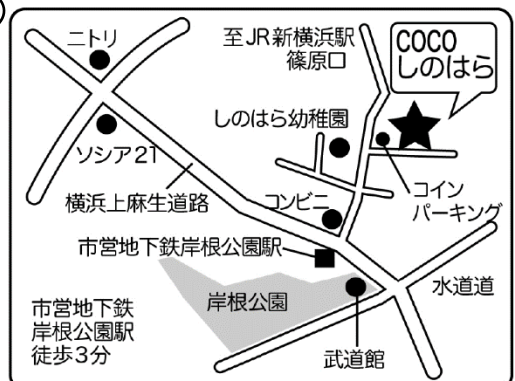 ニトリ
至JR新横浜駅
篠原口
COCO
しのはら
しのはら幼稚園
ソシア21
横浜上麻生道路
コンビニ
コイン
パーキング
市営地下鉄岸根公園駅
岸根公園
水道道
武道館
市営地下鉄
岸根公園駅
徒歩3分